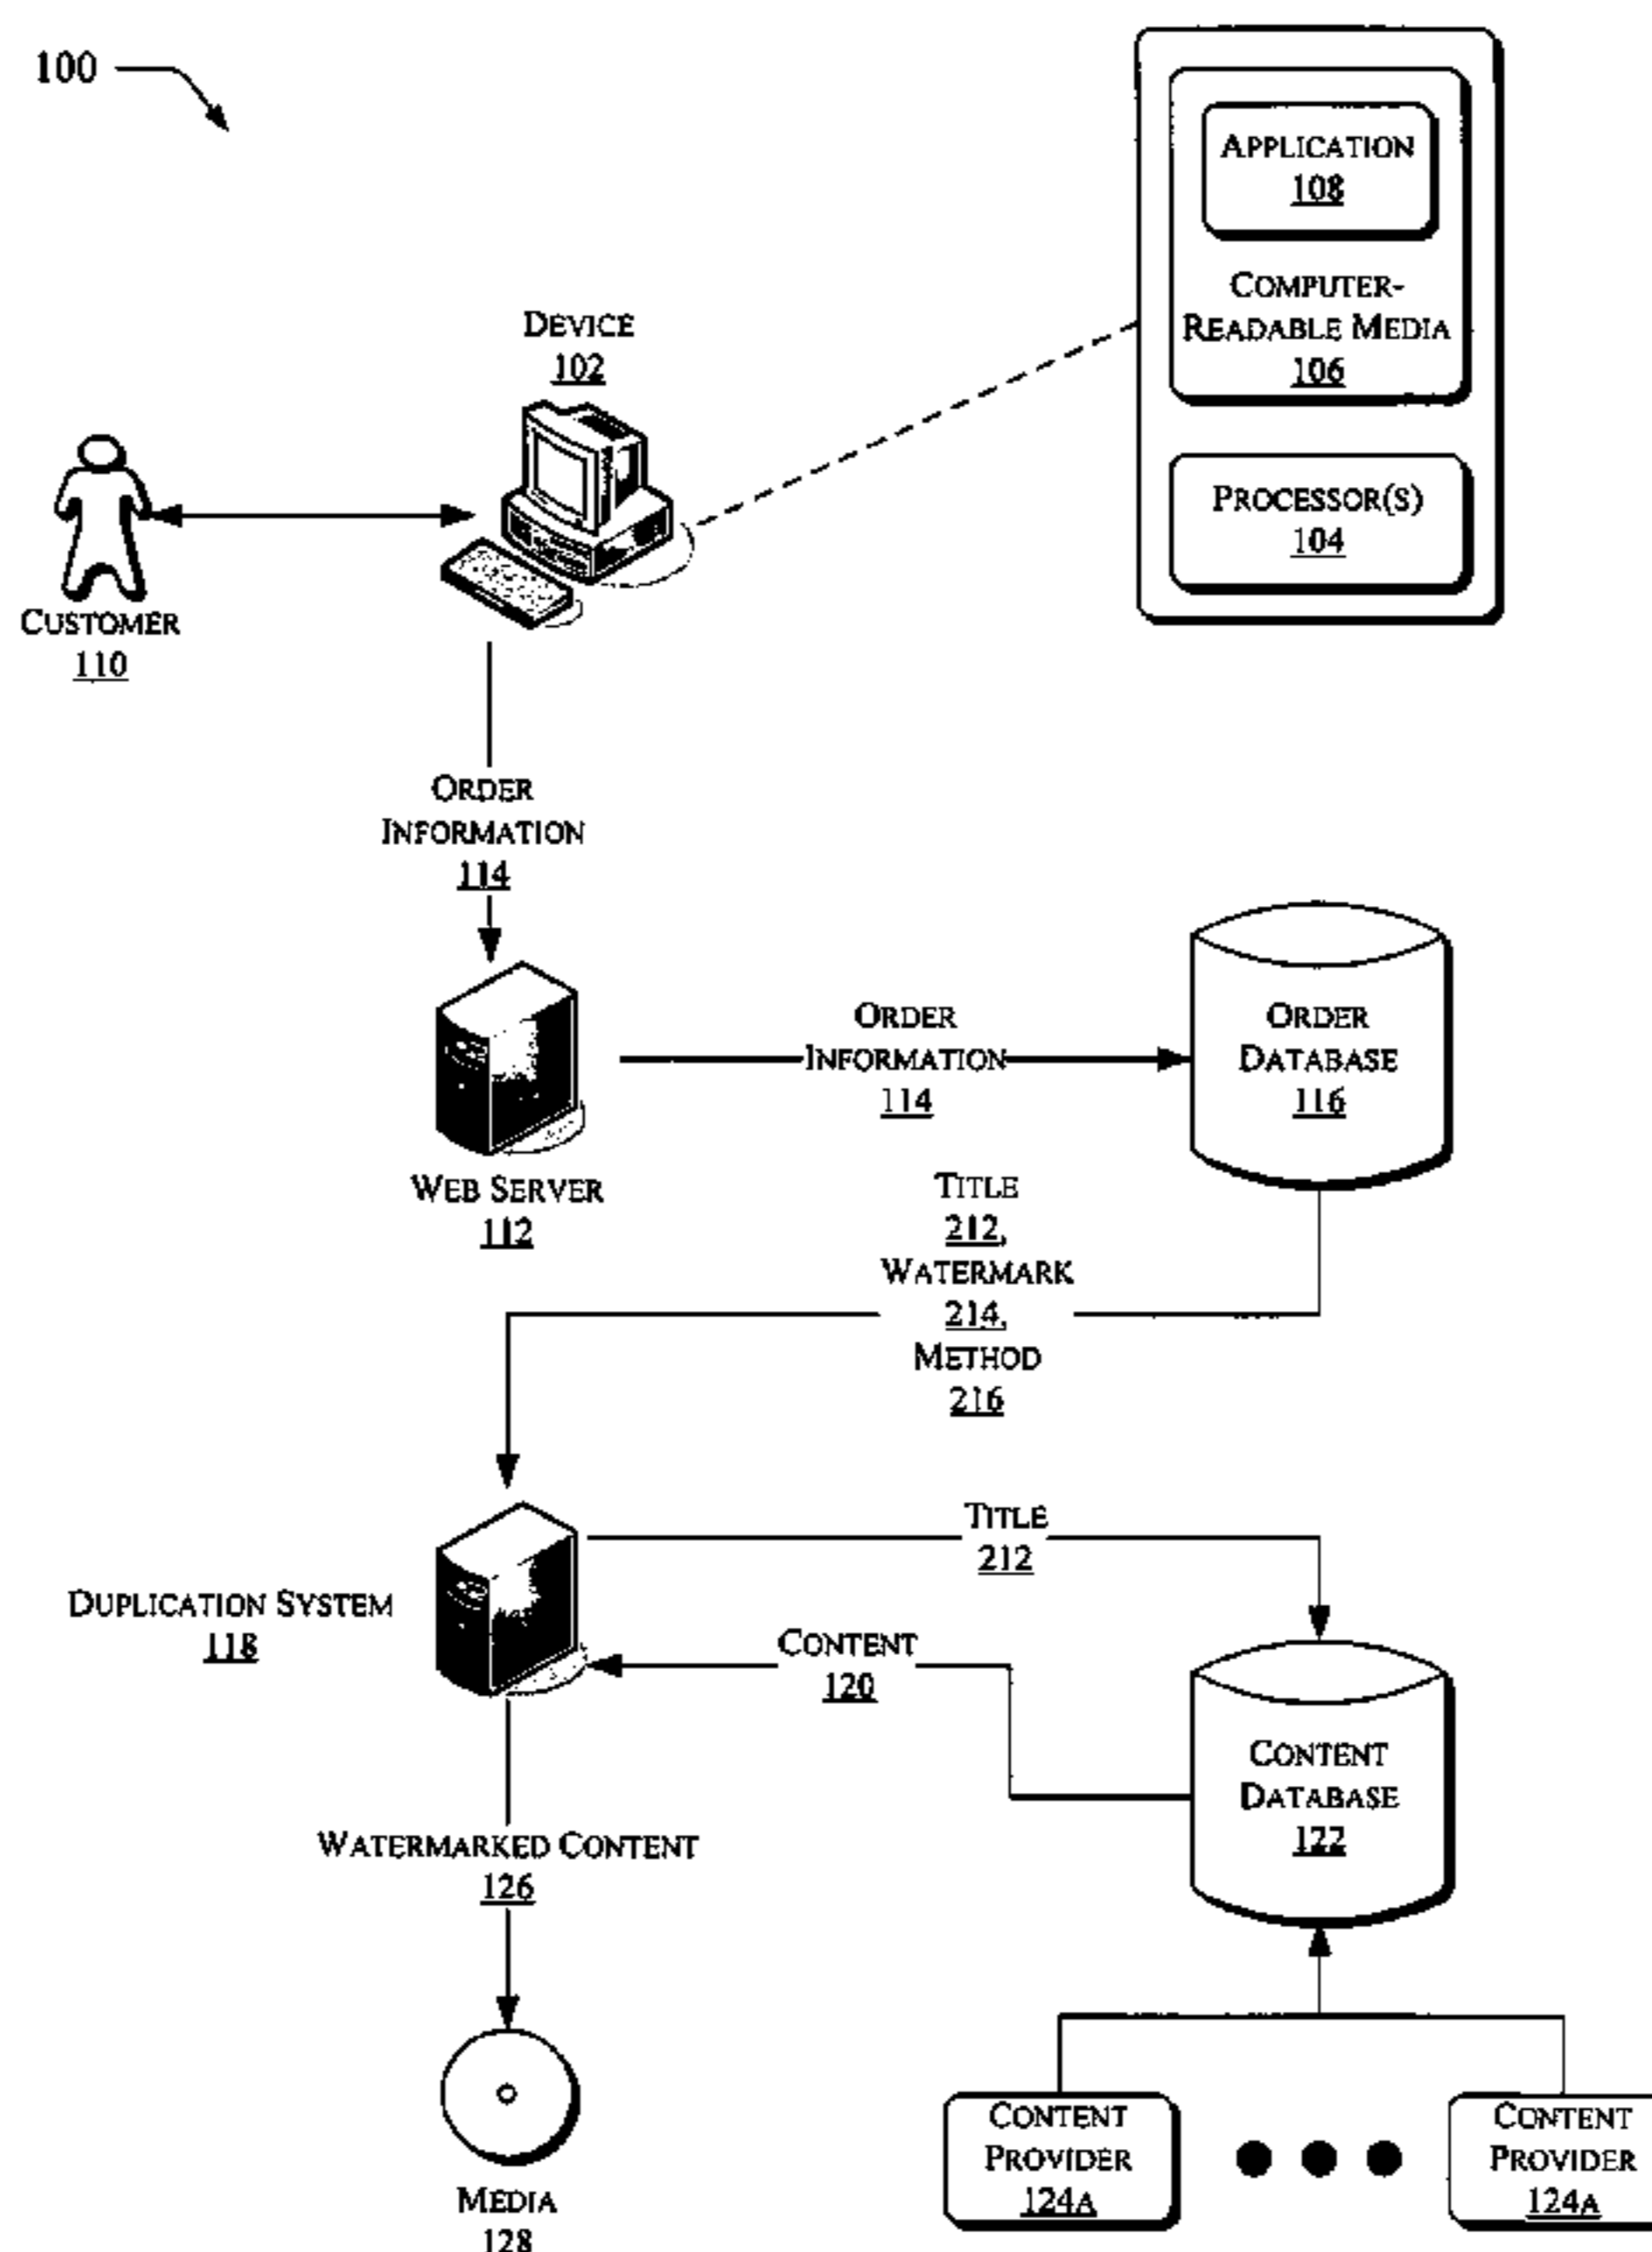 100
APPLICATION
108
COMPUTER-
READABLE MEDIA
106
PROCESSOR(S)
104
DEVICE
102
CUSTOMER
110
ORDER
INFORMATION
114
ORDER
INFORMATION
114
ORDER
DATABASE
116
WEB SERVER
112
TITLE
212,
WATERMARK
214,
METHOD
216
DUPLICATION SYSTEM
118
TITLE
212
CONTENT
120
CONTENT
DATABASE
122
WATERMARKED CONTENT
126
MEDIA
128
CONTENT
PROVIDER
124A
CONTENT
PROVIDER
124A